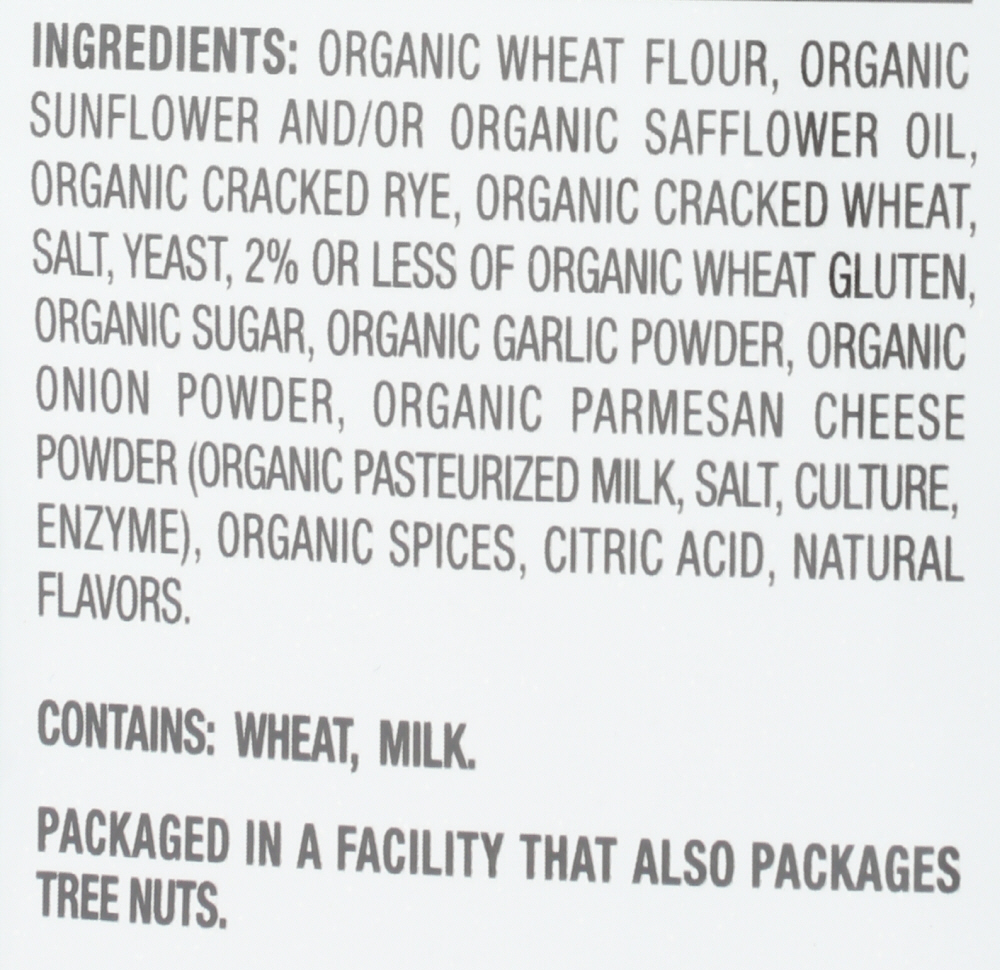 INGREDIENTS: ORGANIC WHEAT FLOUR, ORGANIC
SUNFLOWER AND/OR ORGANIC SAFFLOWER OIL,
ORGANIC CRACKED RYE, ORGANIC CRACKED WHEAT,
SALT, YEAST, 2% OR LESS OF ORGANIC WHEAT GLUTEN,
ORGANIC SUGAR, ORGANIC GARLIC POWDER, ORGANIC
ONION POWDER, ORGANIC PARMESAN CHEESE
POWDER (ORGANIC PASTEURIZED MILK, SALT, CULTURE,
ENZYME), ORGANIC SPICES, CITRIC ACID, NATURAL
FLAVORS.
CONTAINS: WHEAT, MILK.
PACKAGED IN A FACILITY THAT ALSO PACKAGES
TREE NUTS.